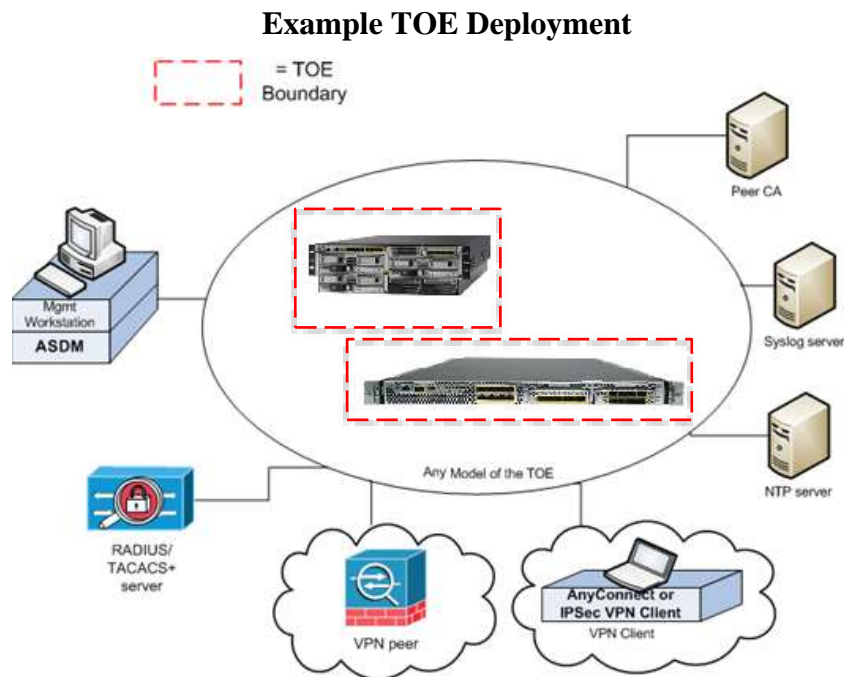 Example TOE Deployment
= TOE
Boundary
Peer CA
Mgmt
Workstation
ASDM
Syslog server
Any Model of the TOE
NTP server
RADIUS/
TACACS+
server
VPN peer
AnyConnect or
IPSec VPN Client
VPN Client